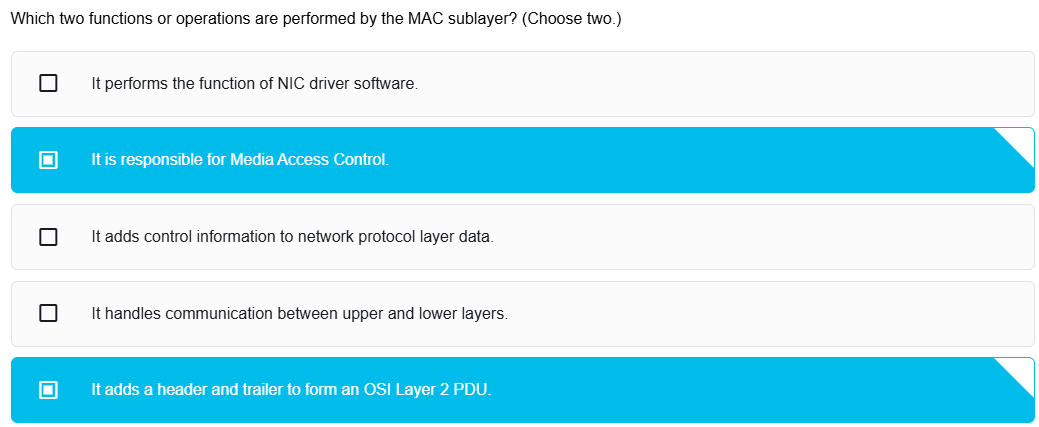 Which two functions or operations are performed by the MAC sublayer? (Choose two.)
It performs the function of NIC driver software.
It is responsible for Media Access Control.
It adds control information to network protocol layer data.
It handles communication between upper and lower layers.
It adds a header and trailer to form an OSI Layer 2 PDU.